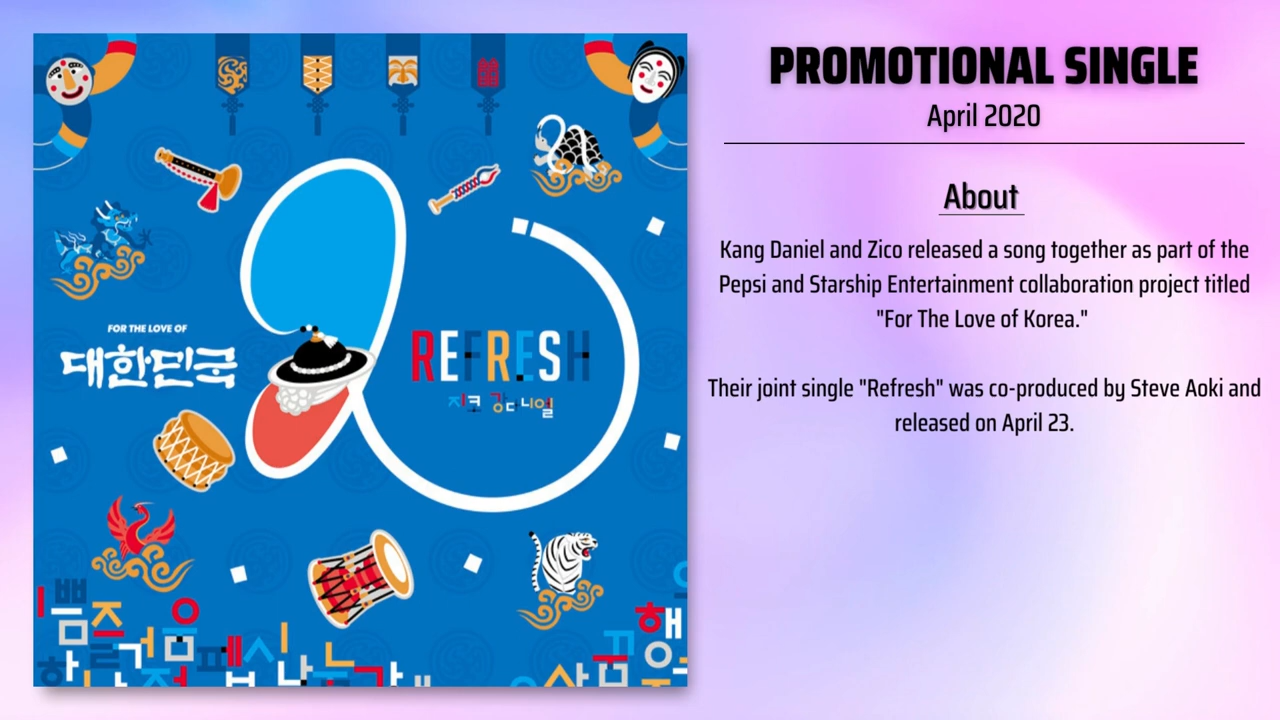 FOR THE LOVE OF
대한민국
REFRESH
지코 강다니엘
PROMOTIONAL SINGLE
April 2020
About
Kang Daniel and Zico released a song together as part of the
Pepsi and Starship Entertainment collaboration project titled
"For The Love of Korea."
Their joint single "Refresh" was co-produced by Steve Aoki and
released on April 23.